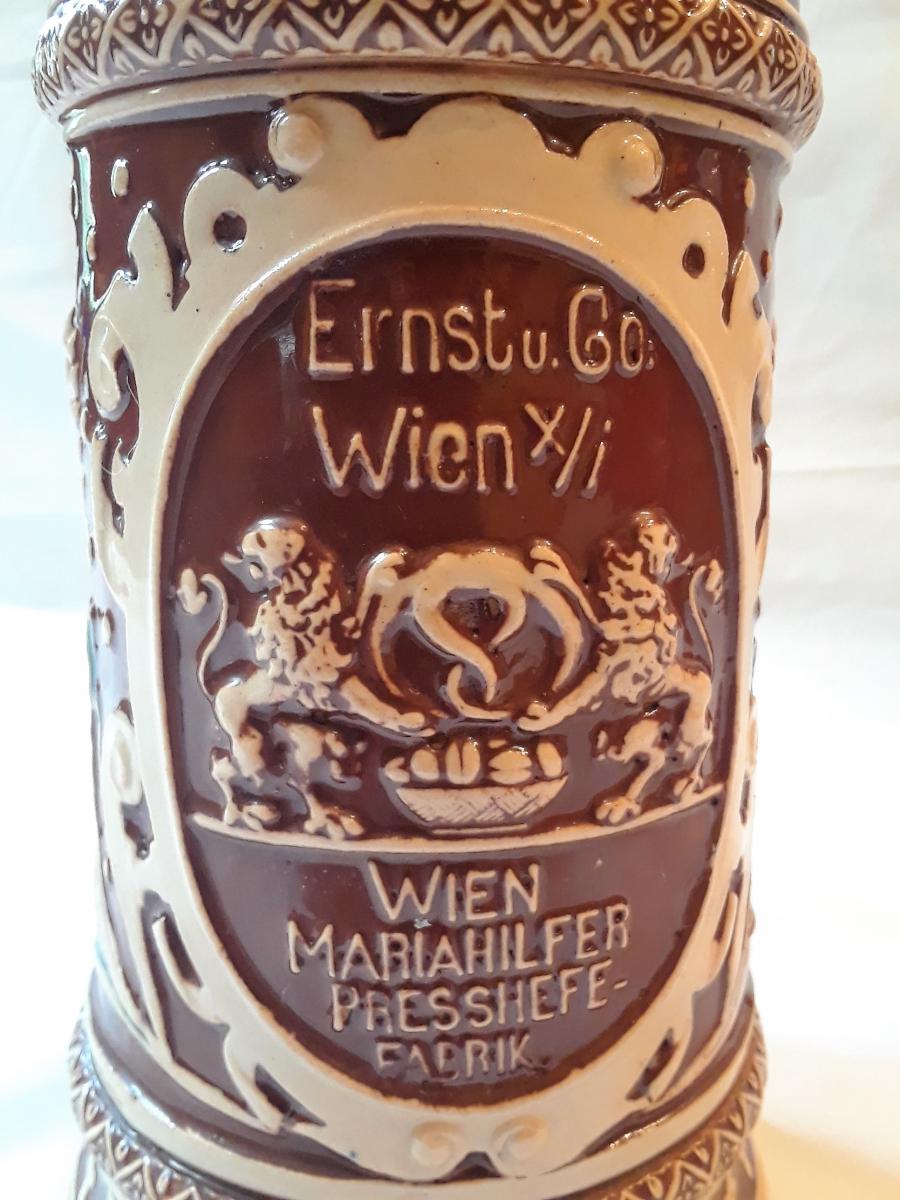 Ernst u. Co.
Wien X/i
WIEN
MARIAHILFER
PRESSHEFE-
FABRIK